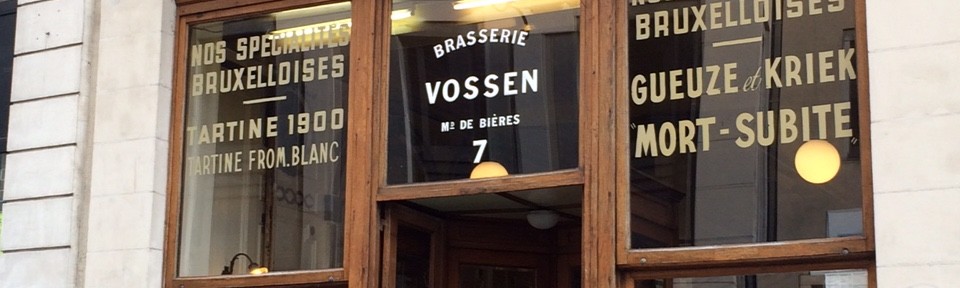 NOS SPÉCIALITÉS
BRUXELLOISES
TARTINE 1900
TARTINE FROM.BLANC
BRASSERIE
VOSSEN
Md DE BIÈRES
7
BRUXELLOISES
GUEUZE et KRIEK
"MORT-SUBITE"